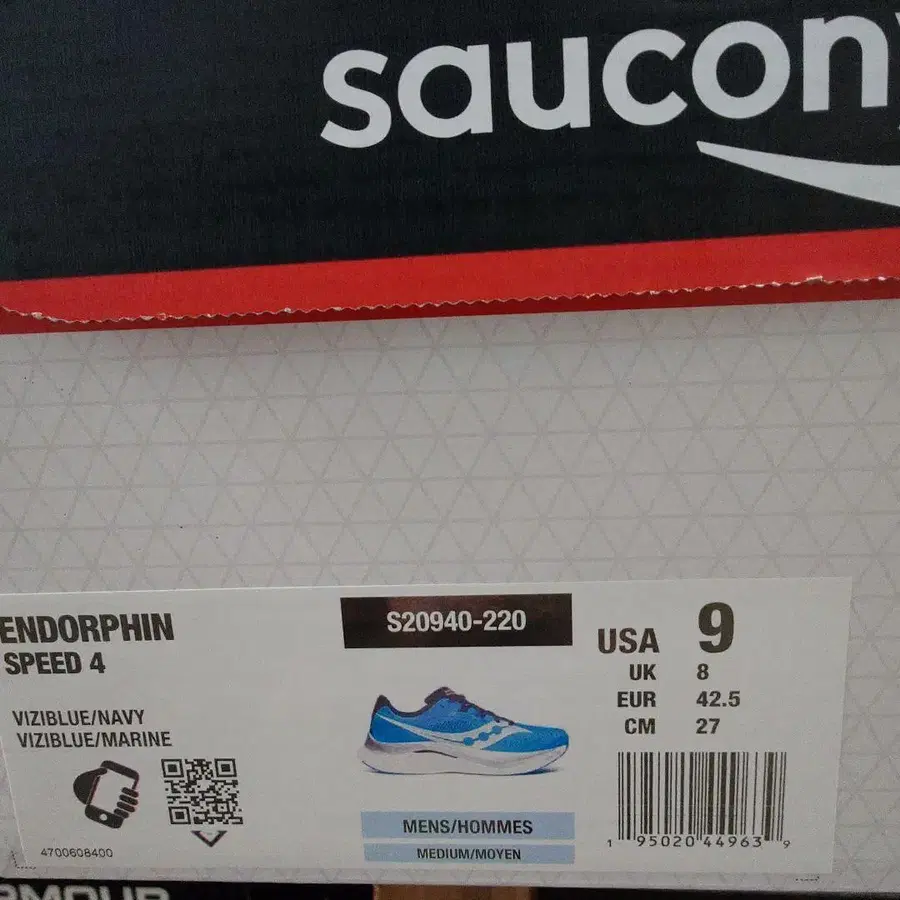 saucony
ENDORPHIN
SPEED 4
S20940-220
USA 9
UK 8
EUR 42.5
CM 27
VIZIBLUE/NAVY
VIZIBLUE/MARINE
MENS/HOMMES
MEDIUM/MOYEN
4700608400
1 95020 44963 9
RMOUR